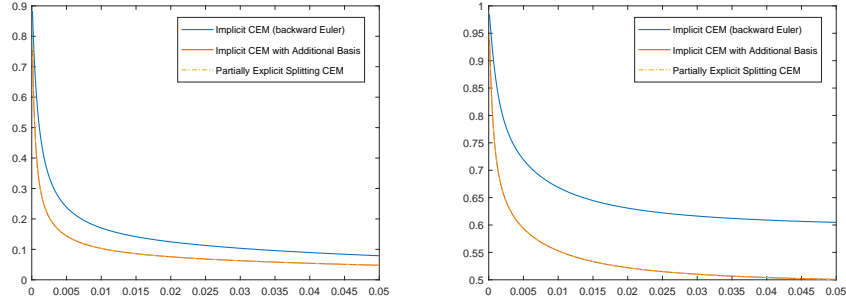 0.9
0.8
0.7
0.6
0.5
0.4
0.3
0.2
0.1
0
0 0.005 0.01 0.015 0.02 0.025 0.03 0.035 0.04 0.045 0.05
Implicit CEM (backward Euler)
Implicit CEM with Additional Basis
Partially Explicit Splitting CEM
1
0.95
0.9
0.85
0.8
0.75
0.7
0.65
0.6
0.55
0.5
0 0.005 0.01 0.015 0.02 0.025 0.03 0.035 0.04 0.045 0.05
Implicit CEM (backward Euler)
Implicit CEM with Additional Basis
Partially Explicit Splitting CEM